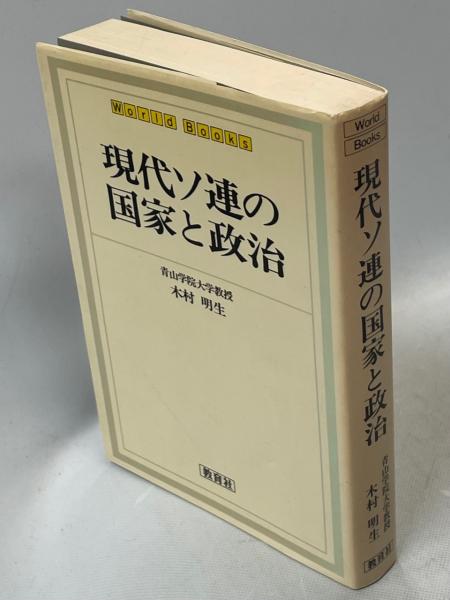 World Books
現代ソ連の
国家と政治
青山学院大学教授
木村 明生
教育社
World
Books
現代ソ連の国家と政治
青山学院大学教授
木村 明生
教育社